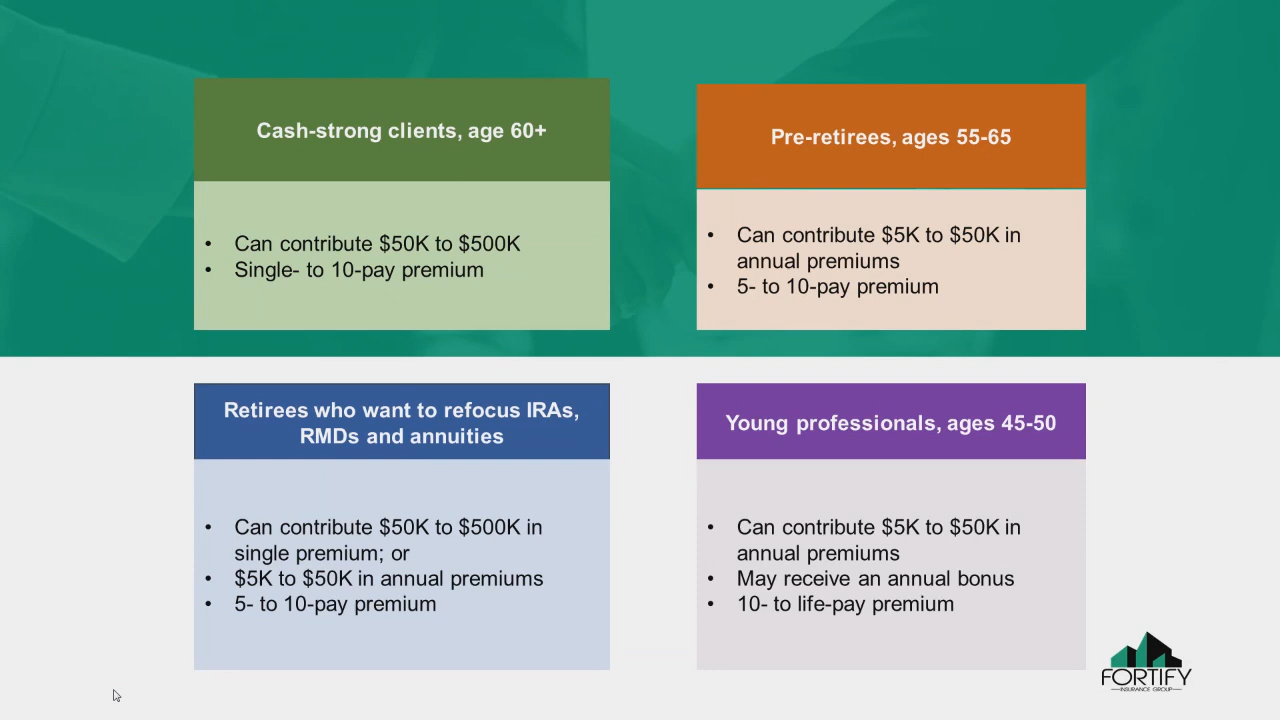 Cash-strong clients, age 60+
• Can contribute $50K to $500K
• Single- to 10-pay premium
Pre-retirees, ages 55-65
• Can contribute $5K to $50K in
annual premiums
• 5- to 10-pay premium
Retirees who want to refocus IRAs,
RMDs and annuities
• Can contribute $50K to $500K in
single premium; or
• $5K to $50K in annual premiums
• 5- to 10-pay premium
Young professionals, ages 45-50
• Can contribute $5K to $50K in
annual premiums
• May receive an annual bonus
• 10- to life-pay premium
FORTIFY
INSURANCE GROUP